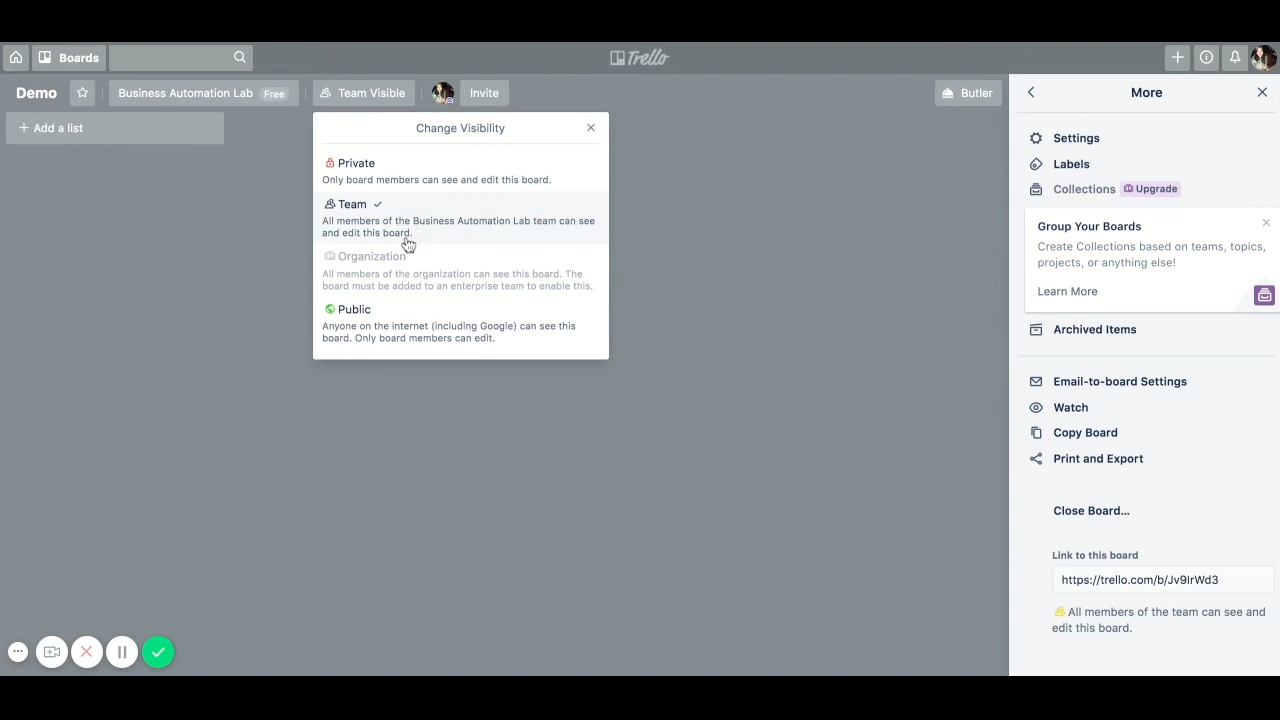 Boards
Trello
Demo
Business Automation Lab Free
Team Visible
Invite
Butler
+ Add a list
Change Visibility
Private
Only board members can see and edit this board.
Team ✓
All members of the Business Automation Lab team can see
and edit this board.
Organization
All members of the organization can see this board. The
board must be added to an enterprise team to enable this.
Public
Anyone on the internet (including Google) can see this
board. Only board members can edit.
More
Settings
Labels
Collections Upgrade
Group Your Boards
Create Collections based on teams, topics,
projects, or anything else!
Learn More
Archived Items
Email-to-board Settings
Watch
Copy Board
Print and Export
Close Board...
Link to this board
https://trello.com/b/Jv9IrWd3
All members of the team can see and
edit this board.